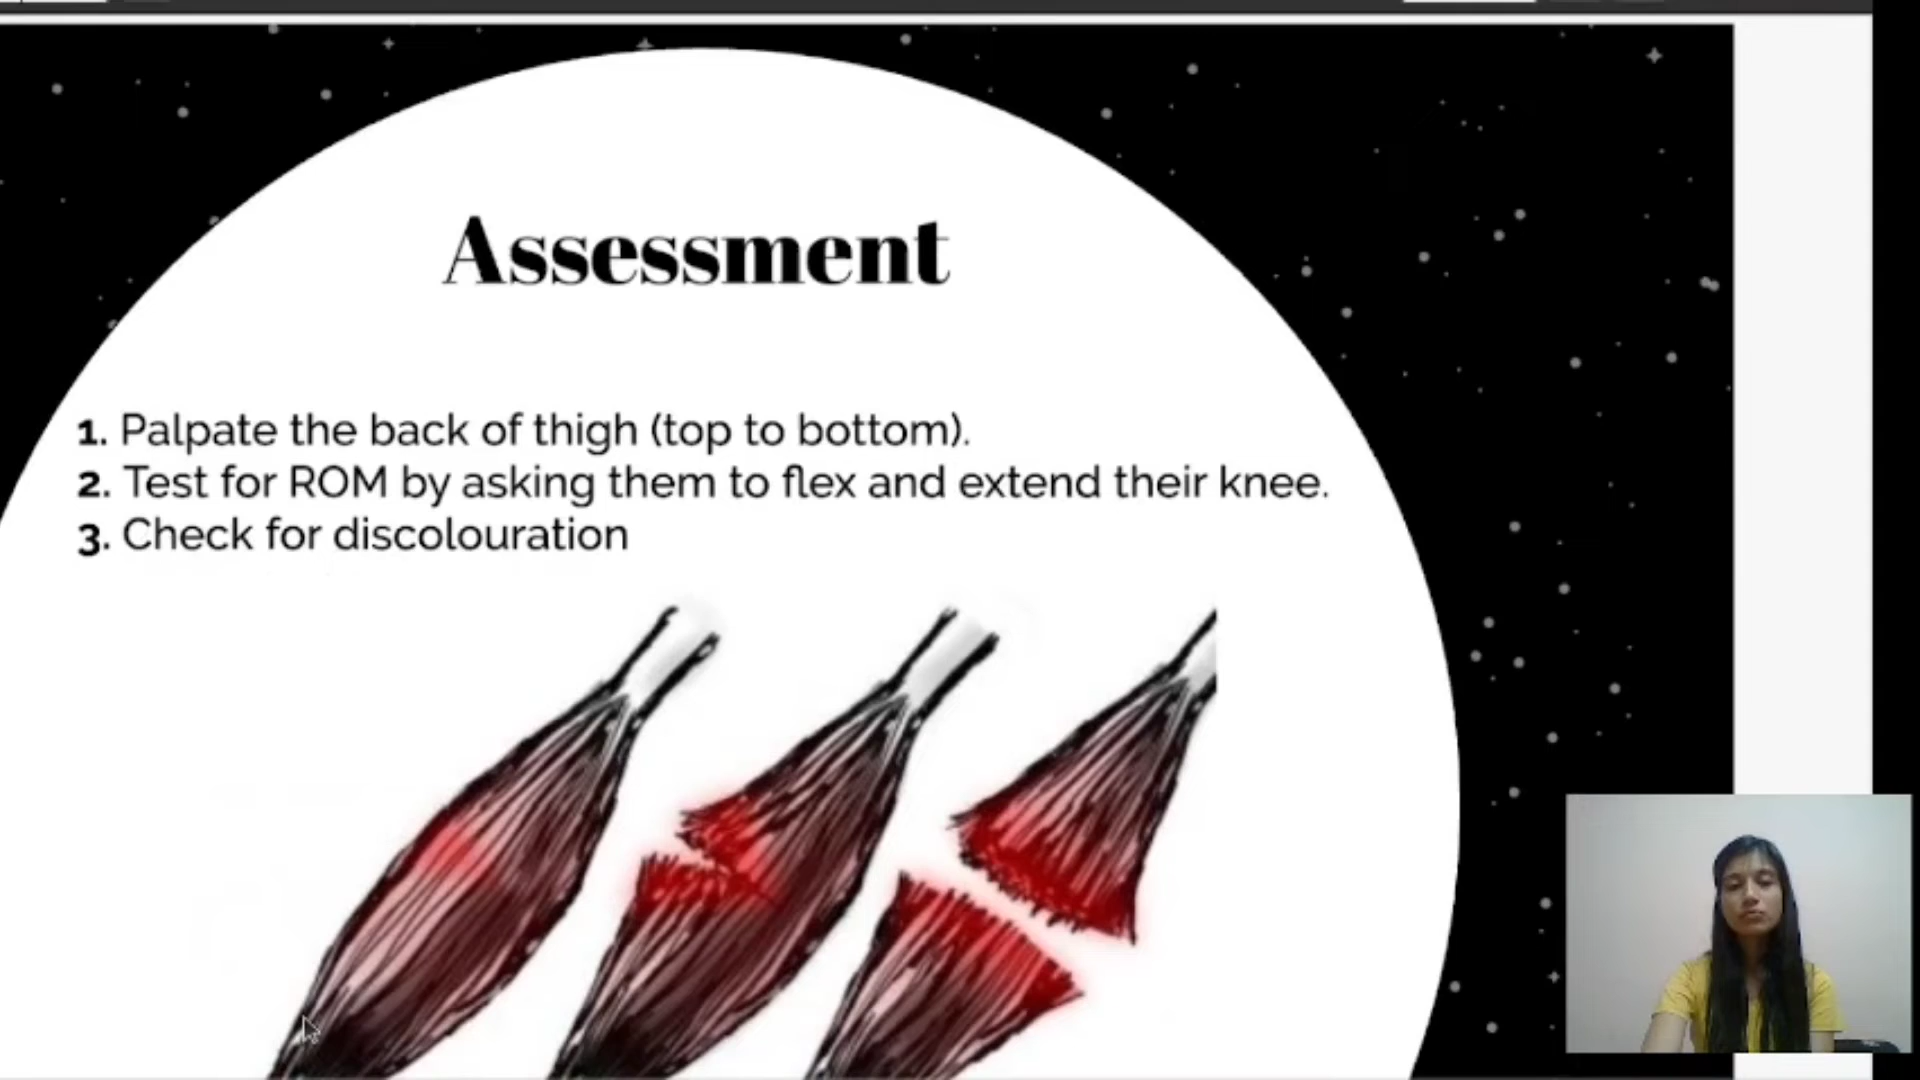 Assessment
1. Palpate the back of thigh (top to bottom).
2. Test for ROM by asking them to flex and extend their knee.
3. Check for discolouration